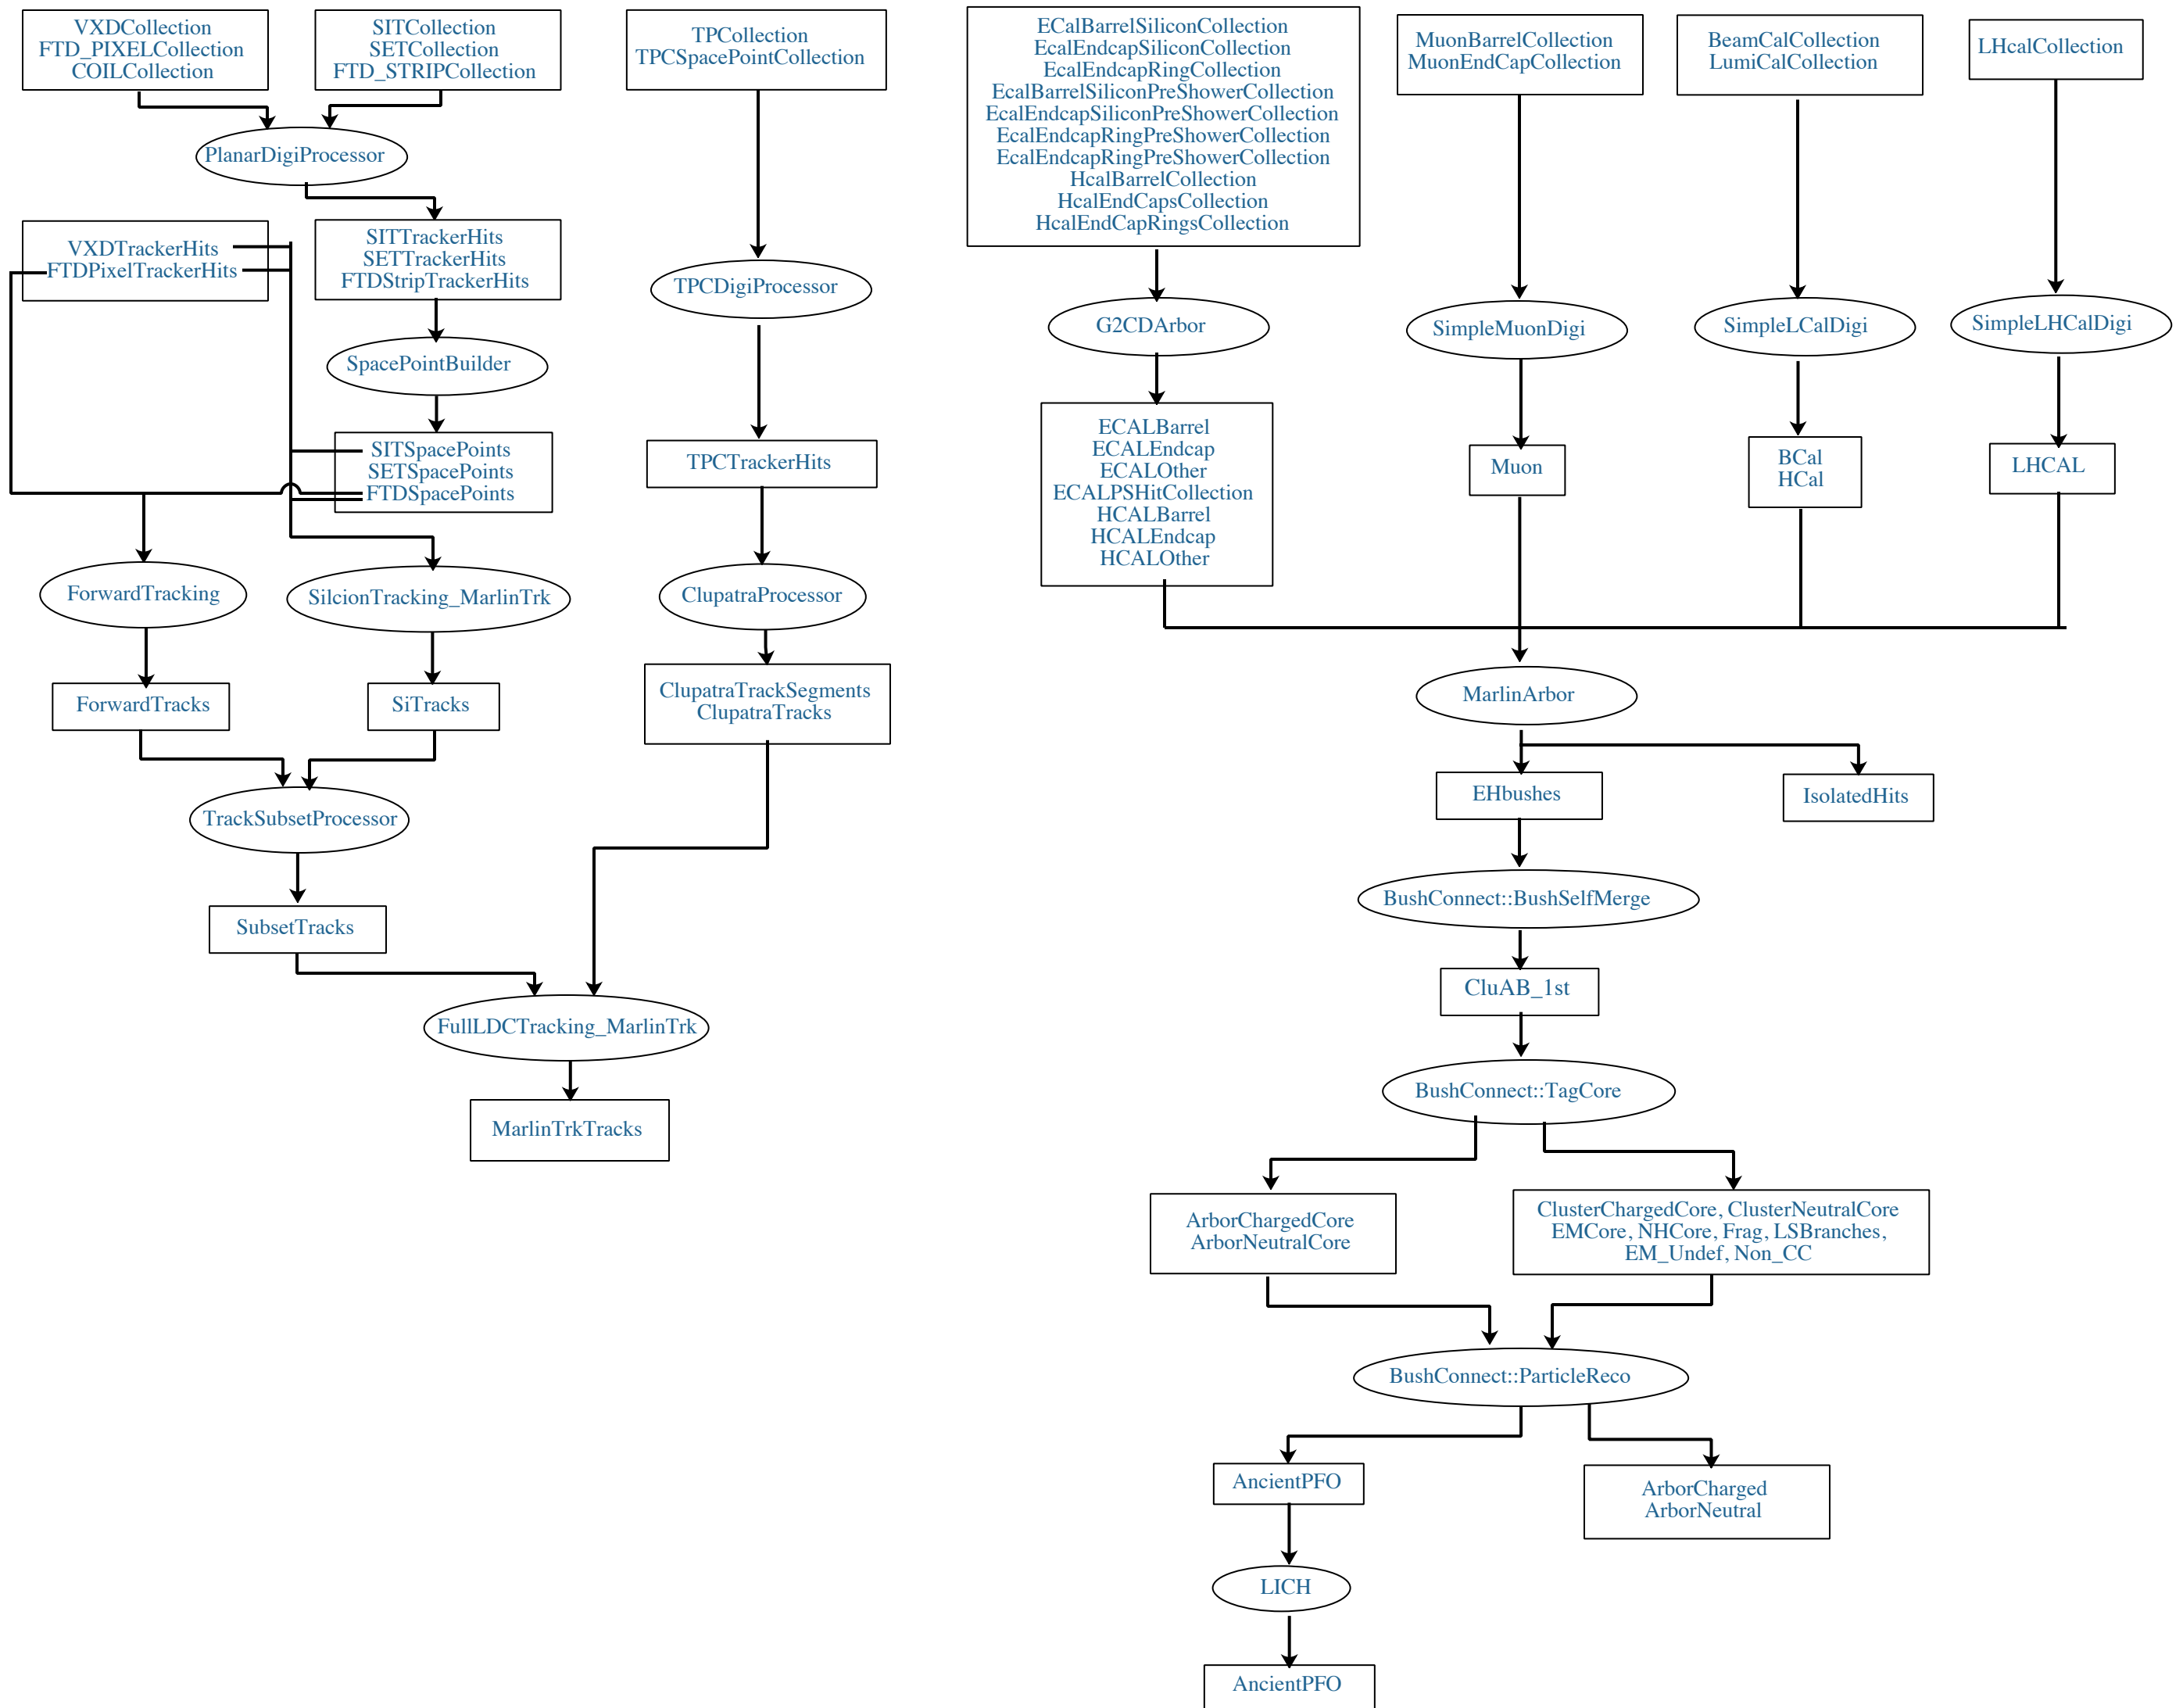 VXDCollection
FTD_PIXELCollection
COILCollection
SITCollection
SETCollection
FTD_STRIPCollection
TPCollection
TPCSpacePointCollection
ECalBarrelSiliconCollection
EcalEndcapSiliconCollection
EcalEndcapRingCollection
EcalBarrelSiliconPreShowerCollection
EcalEndcapSiliconPreShowerCollection
EcalEndcapRingPreShowerCollection
EcalEndcapRingPreShowerCollection
HcalBarrelCollection
HcalEndCapsCollection
HcalEndCapRingsCollection
MuonBarrelCollection
MuonEndCapCollection
BeamCalCollection
LumiCalCollection
LHcalCollection
PlanarDigiProcessor
VXDTrackerHits
FTDPixelTrackerHits
SITTrackerHits
SETTrackerHits
FTDStripTrackerHits
TPCDigiProcessor
G2CDArbor
SimpleMuonDigi
SimpleLCalDigi
SimpleLHCalDigi
SpacePointBuilder
SITSpacePoints
SETSpacePoints
FTDSpacePoints
TPCTrackerHits
ECALBarrel
ECALEndcap
ECALOther
ECALPSHitCollection
HCALBarrel
HCALEndcap
HCALOther
Muon
BCal
HCal
LHCAL
ForwardTracking
SilcionTracking_MarlinTrk
ClupatraProcessor
ForwardTracks
SiTracks
ClupatraTrackSegments
ClupatraTracks
MarlinArbor
TrackSubsetProcessor
EHbushes
IsolatedHits
SubsetTracks
BushConnect::BushSelfMerge
CluAB_1st
FullLDCTracking_MarlinTrk
BushConnect::TagCore
MarlinTrkTracks
ArborChargedCore
ArborNeutralCore
ClusterChargedCore, ClusterNeutralCore
EMCore, NHCore, Frag, LSBranches,
EM_Undef, Non_CC
BushConnect::ParticleReco
AncientPFO
ArborCharged
ArborNeutral
LICH
AncientPFO